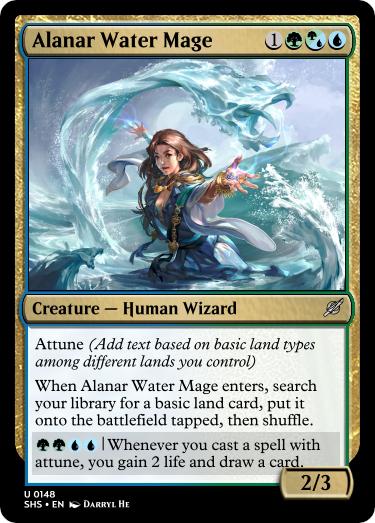 Alanar Water Mage 1
Creature — Human Wizard
Attune (Add text based on basic land types
among different lands you control)
When Alanar Water Mage enters, search
your library for a basic land card, put it
onto the battlefield tapped, then shuffle.
|Whenever you cast a spell with
attune, you gain 2 life and draw a card.
2/3
U 0148
SHS • EN Darryl He